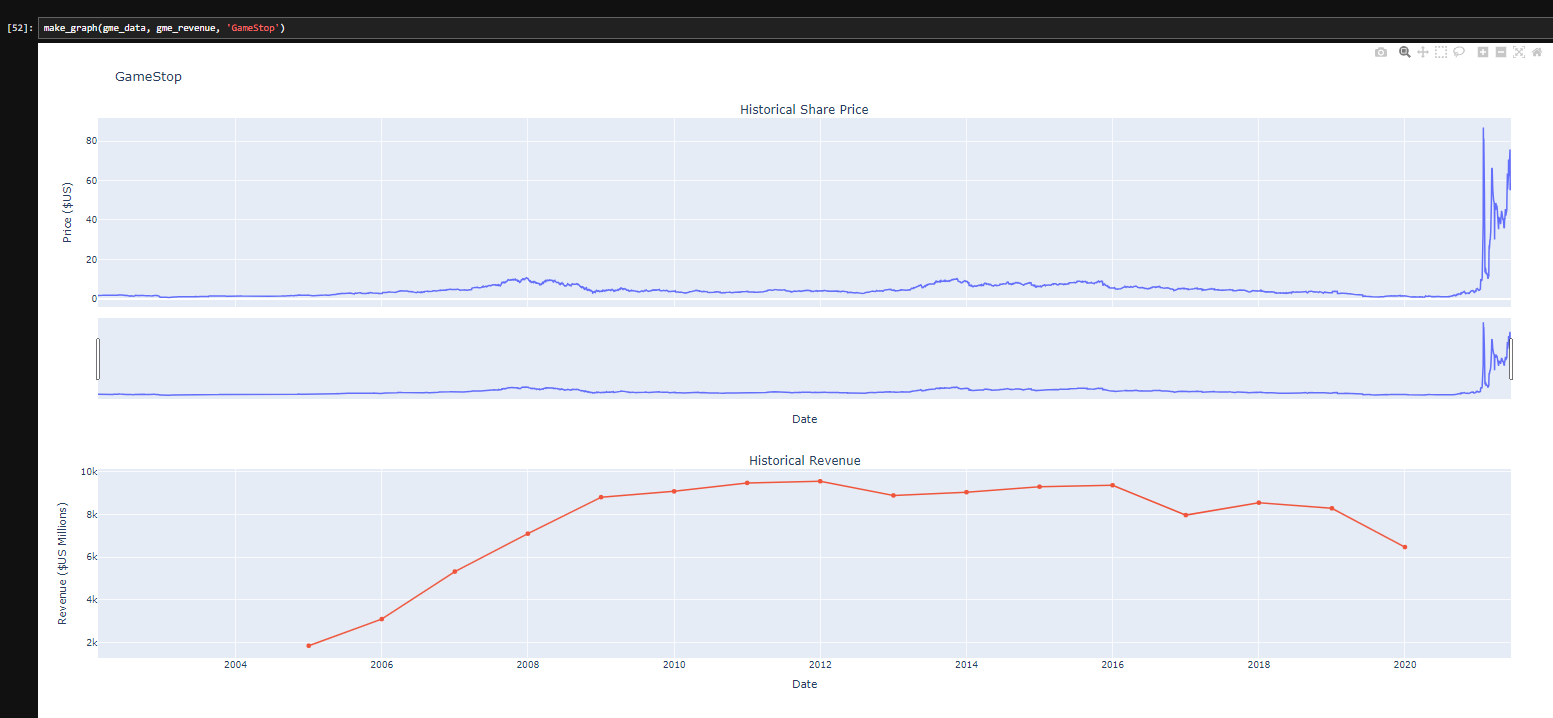 [52]: make_graph(gme_data, gme_revenue, 'GameStop')
GameStop
Historical Share Price
80
60
40
20
0
Price ($US)
Date
Historical Revenue
10k
8k
6k
4k
2k
Revenue ($US Millions)
2004 2006 2008 2010 2012 2014 2016 2018 2020
Date